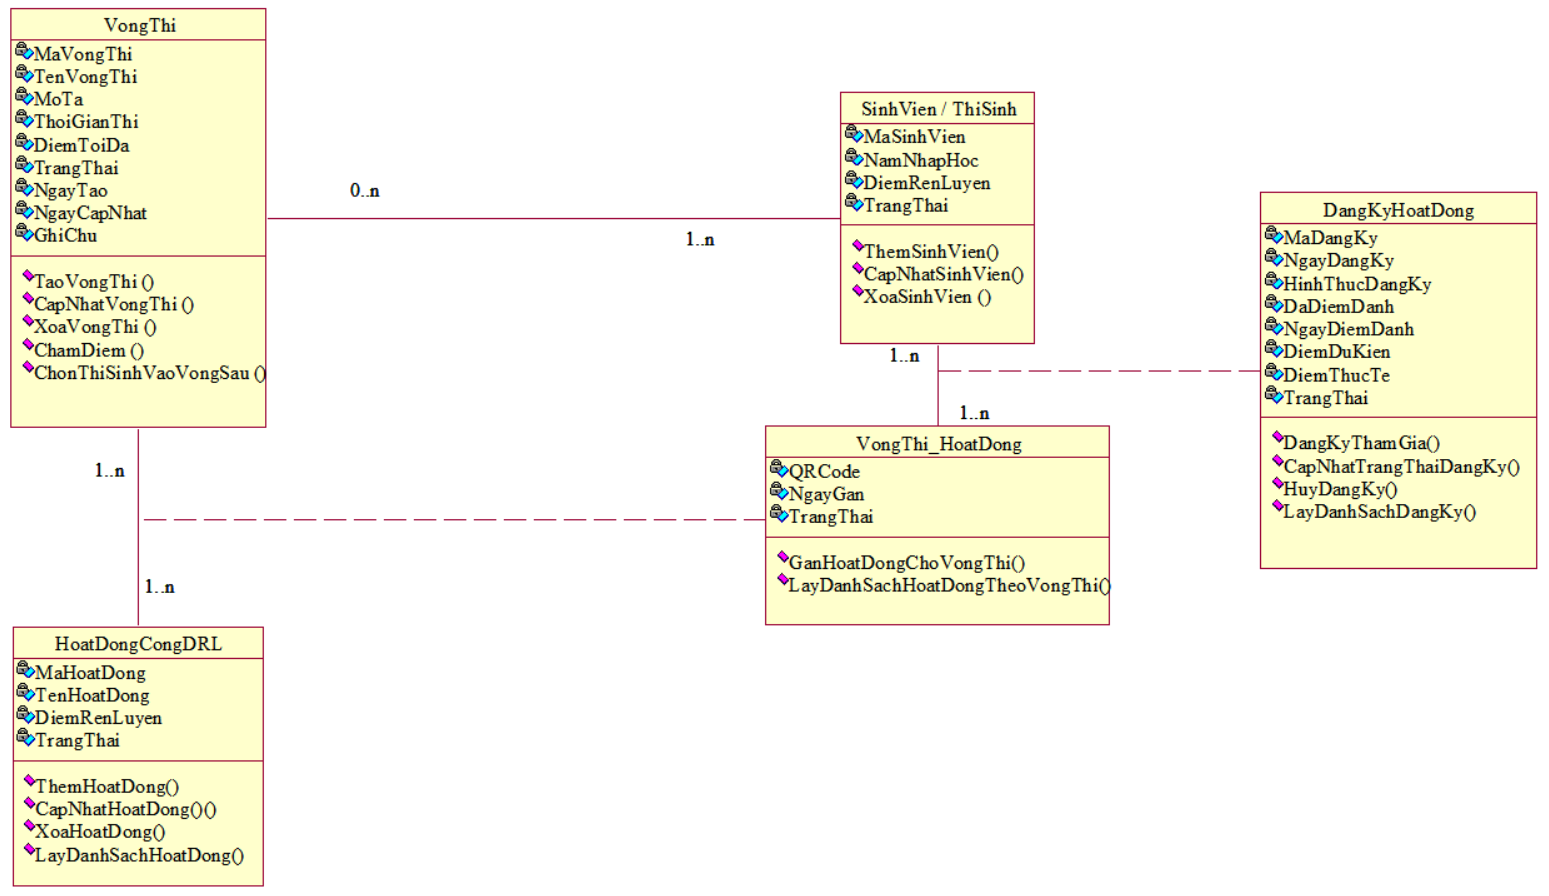 VongThi
MaVongThi
TenVongThi
MoTa
ThoiGianThi
DiemToiDa
TrangThai
NgayTao
NgayCapNhat
GhiChu
TaoVongThi ()
CapNhatVongThi ()
XoaVongThi ()
ChamDiem ()
ChonThiSinhVaoVongSau ()
0..n
1..n
SinhVien / ThiSinh
MaSinhVien
NamNhapHoc
DiemRenLuyen
TrangThai
ThemSinhVien()
CapNhatSinhVien()
XoaSinhVien ()
1..n
1..n
DangKyHoatDong
MaDangKy
NgayDangKy
HinhThucDangKy
DaDiemDanh
NgayDiemDanh
DiemDuKien
DiemThucTe
TrangThai
DangKyThamGia()
CapNhatTrangThaiDangKy()
HuyDangKy()
LayDanhSachDangKy()
VongThi_HoatDong
QRCode
NgayGan
TrangThai
GanHoatDongChoVongThi()
LayDanhSachHoatDongTheoVongThi()
1..n
1..n
HoatDongCongDRL
MaHoatDong
TenHoatDong
DiemRenLuyen
TrangThai
ThemHoatDong()
CapNhatHoatDong()()
XoaHoatDong()
LayDanhSachHoatDong()